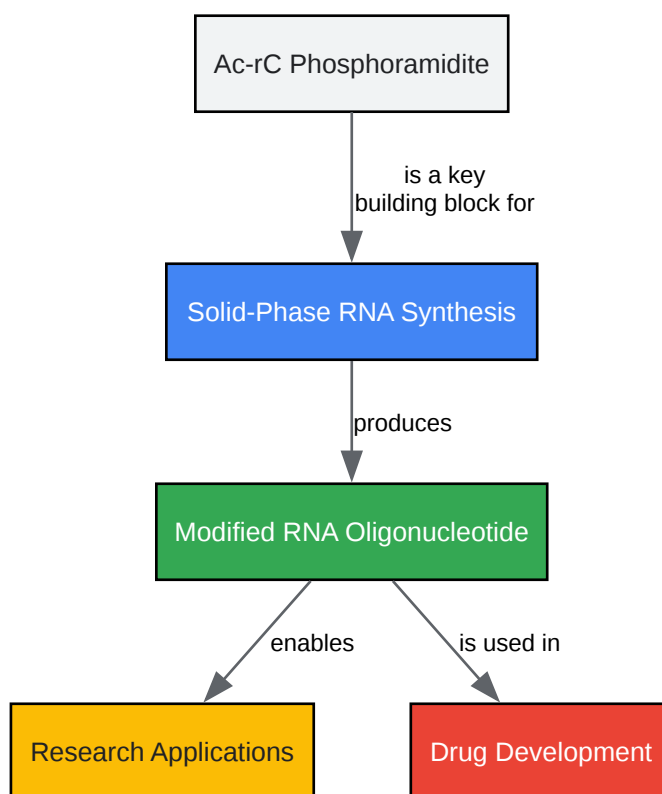 Ac-rC Phosphoramidite
is a key
building block for
Solid-Phase RNA Synthesis
produces
Modified RNA Oligonucleotide
enables
is used in
Research Applications
Drug Development